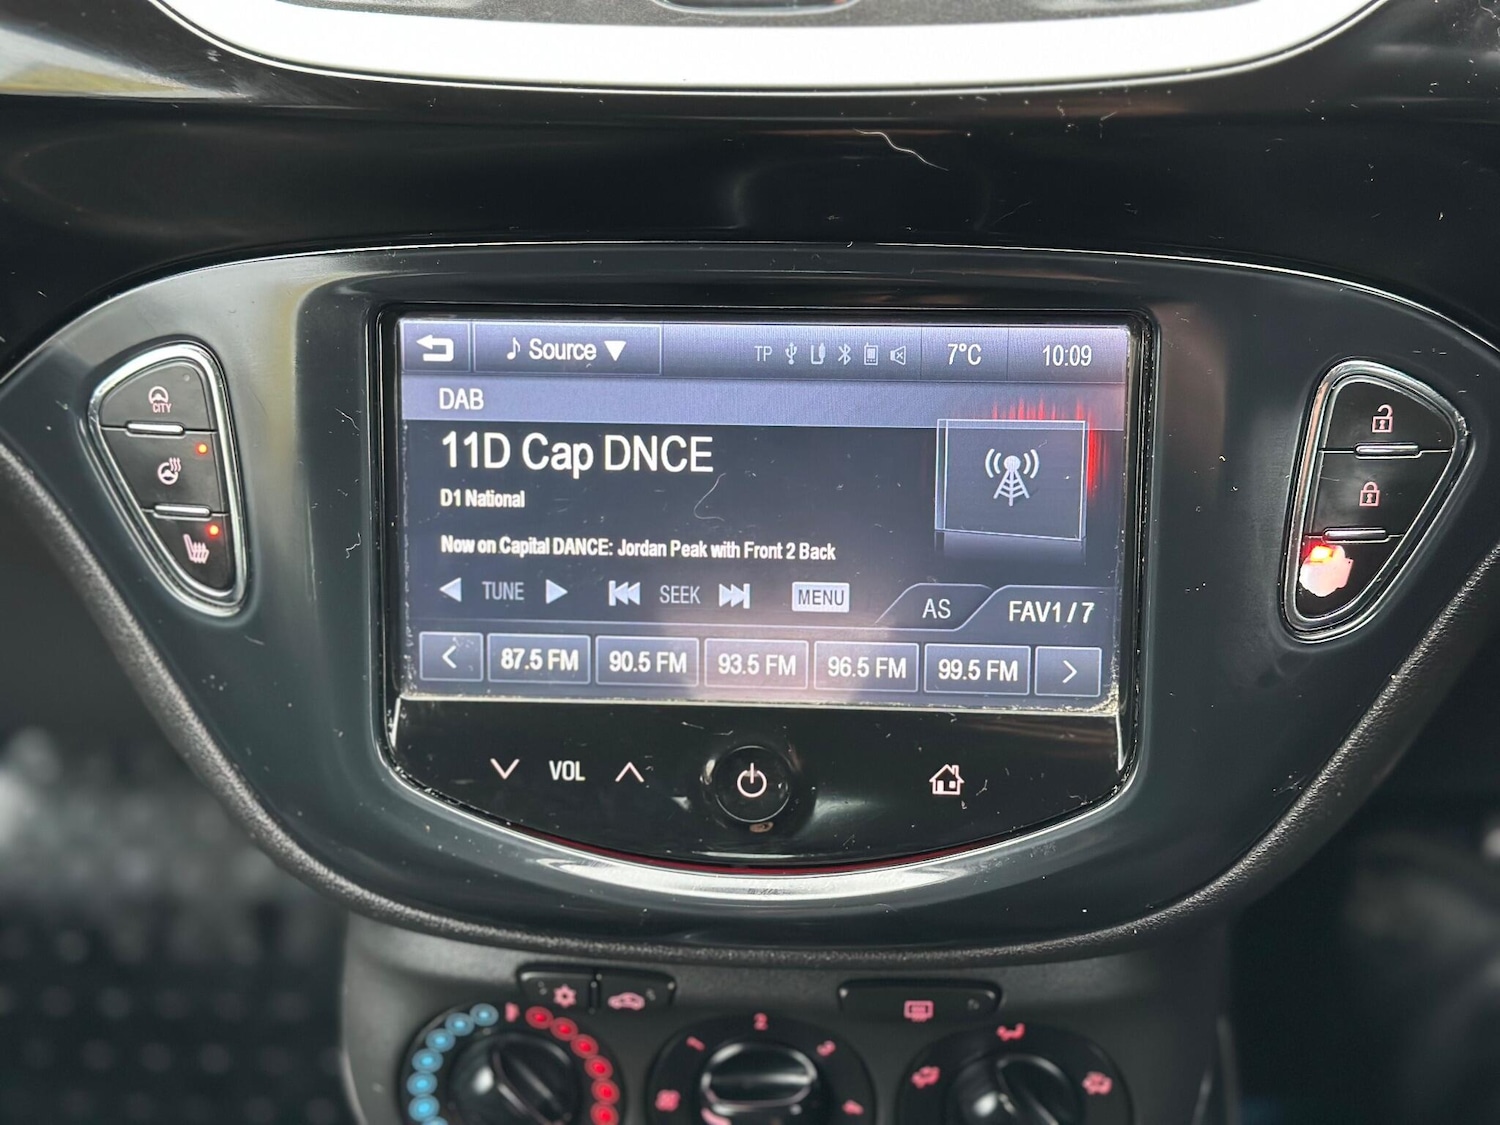 Source
TP
7°C
10:09
DAB
11D Cap DNCE
D1 National
Now on Capital DANCE: Jordan Peak with Front 2 Back
TUNE
SEEK
MENU
AS
FAV1/7
87.5 FM
90.5 FM
93.5 FM
96.5 FM
99.5 FM
CITY
VOL
2